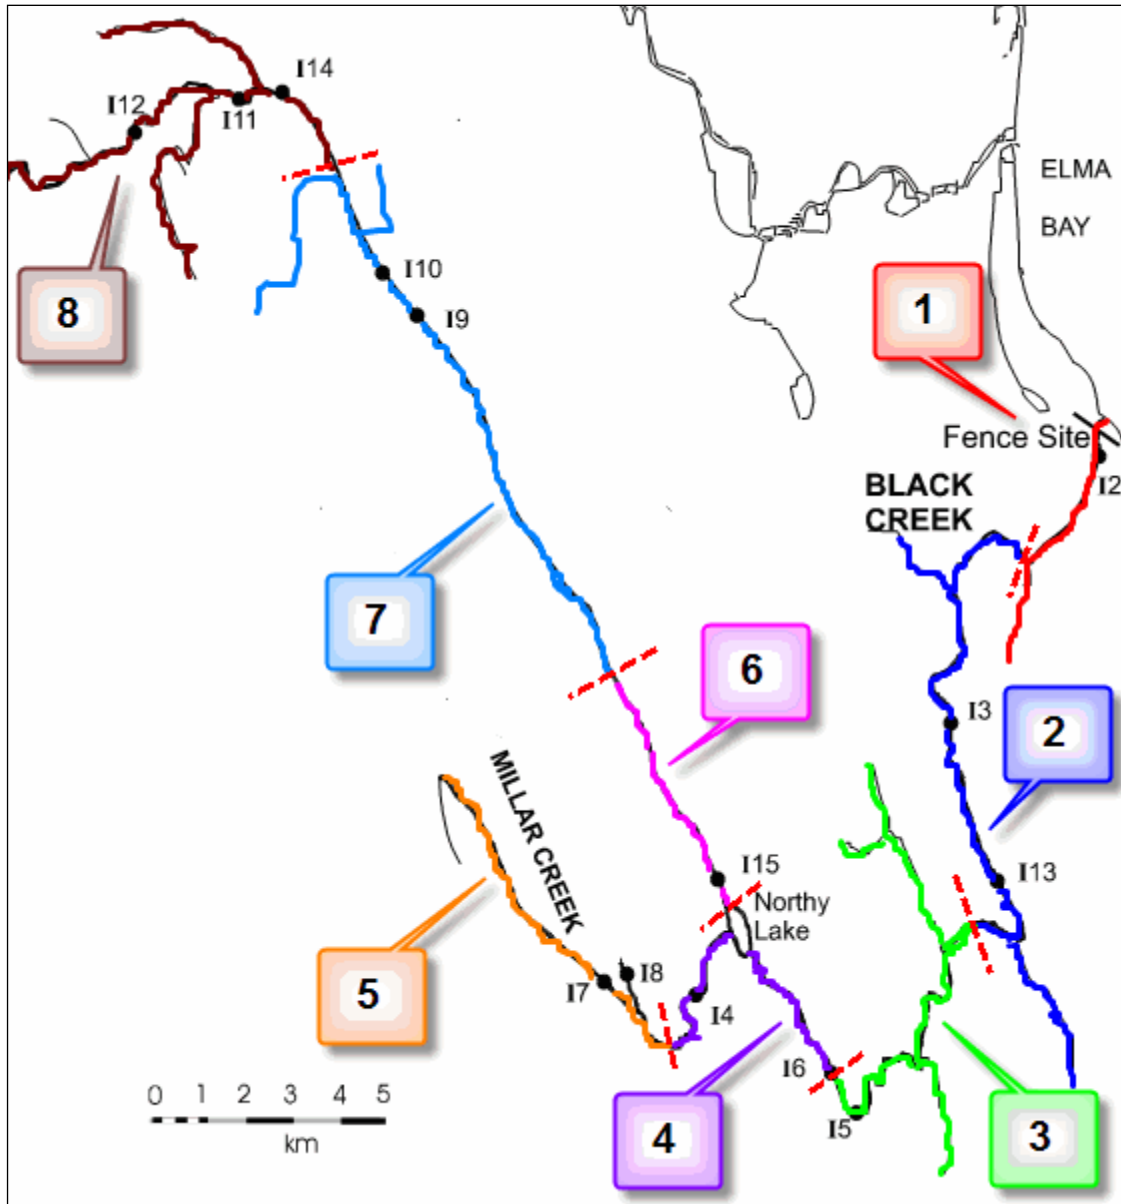 I14
I12
I11
ELMA
BAY
I10
8
1
I9
Fence Site
BLACK
CREEK
I2
7
6
I3
2
MILLAR CREEK
I15
I13
Northy
Lake
5
I8
I7
I4
I6
4
I5
3
0 1 2 3 4 5
km